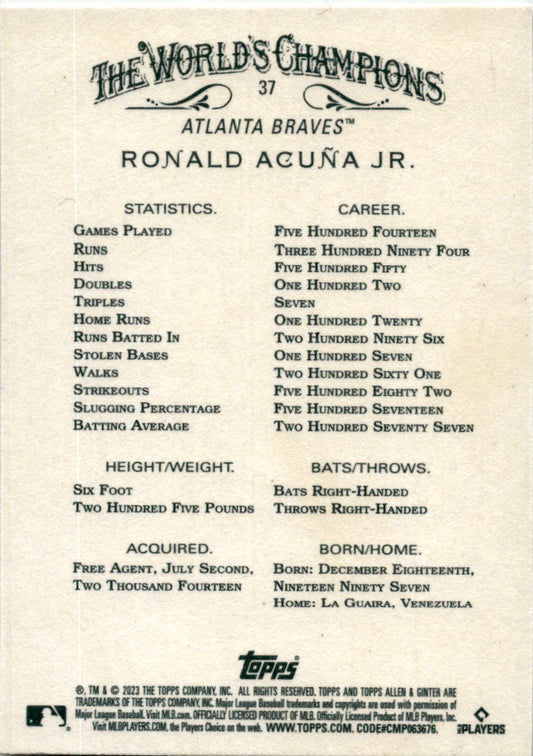 The World's Champions
37
ATLANTA BRAVES™
RONALD ACUÑA JR.
STATISTICS. CAREER.
Games Played Five Hundred Fourteen
Runs Three Hundred Ninety Four
Hits Five Hundred Fifty
Doubles One Hundred Two
Triples Seven
Home Runs One Hundred Twenty
Runs Batted In Two Hundred Ninety Six
Stolen Bases One Hundred Seven
Walks Two Hundred Sixty One
Strikeouts Five Hundred Eighty Two
Slugging Percentage Five Hundred Seventeen
Batting Average Two Hundred Seventy Seven
HEIGHT/WEIGHT. BATS/THROWS.
Six Foot Bats Right-Handed
Two Hundred Five Pounds Throws Right-Handed
ACQUIRED. BORN/HOME.
Free Agent, July Second, Born: December Eighteenth,
Two Thousand Fourteen Nineteen Ninety Seven
Home: La Guaira, Venezuela
Topps®
®, TM & © 2023 THE TOPPS COMPANY, INC. ALL RIGHTS RESERVED. TOPPS AND TOPPS ALLEN & GINTER ARE
TRADEMARKS OF THE TOPPS COMPANY, INC. Major League Baseball trademarks and copyrights are used with permission of
Major League Baseball. Visit MLB.com. OFFICIALLY LICENSED PRODUCT OF MLB. Officially Licensed Product of MLB Players, Inc.
Visit MLBPLAYERS.COM, the Players Choice on the web. WWW.TOPPS.COM. CODE#CMP063676.
MLB PLAYERS